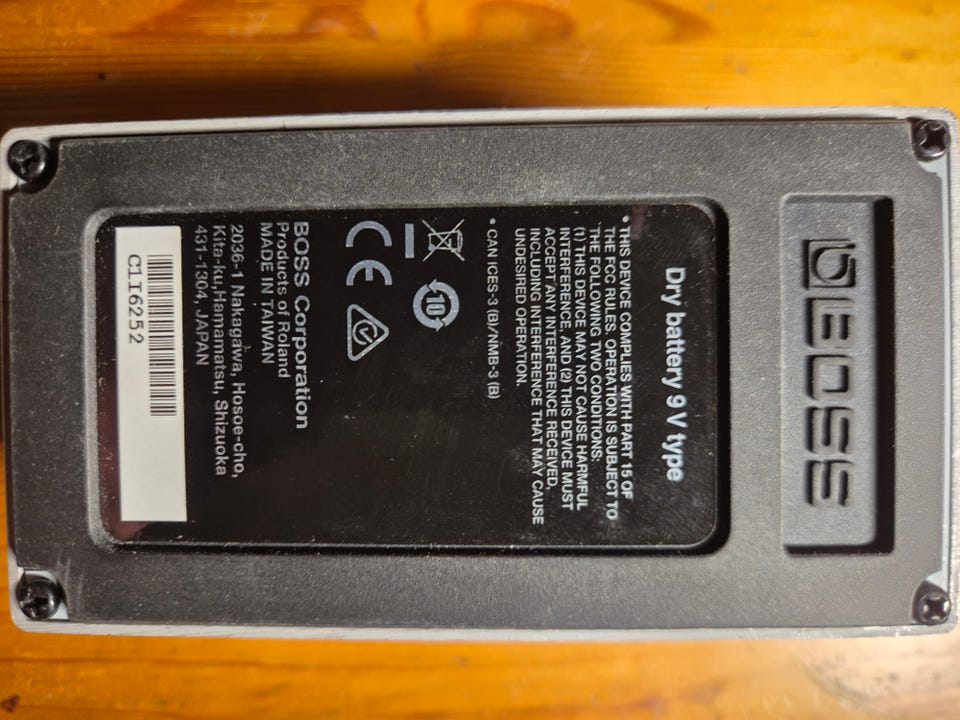 BOSS
Dry battery 9 V type
• THIS DEVICE COMPLIES WITH PART 15 OF
THE FCC RULES. OPERATION IS SUBJECT TO
THE FOLLOWING TWO CONDITIONS:
(1) THIS DEVICE MAY NOT CAUSE HARMFUL
INTERFERENCE, AND (2) THIS DEVICE MUST
ACCEPT ANY INTERFERENCE RECEIVED,
INCLUDING INTERFERENCE THAT MAY CAUSE
UNDESIRED OPERATION.
• CAN ICES-3 (B)/NMB-3 (B)
10
CE
BOSS Corporation
Products of Roland
MADE IN TAIWAN
2036-1 Nakagawa, Hosoe-cho,
Kita-ku,Hamamatsu, Shizuoka
431-1304, JAPAN
C1I6252